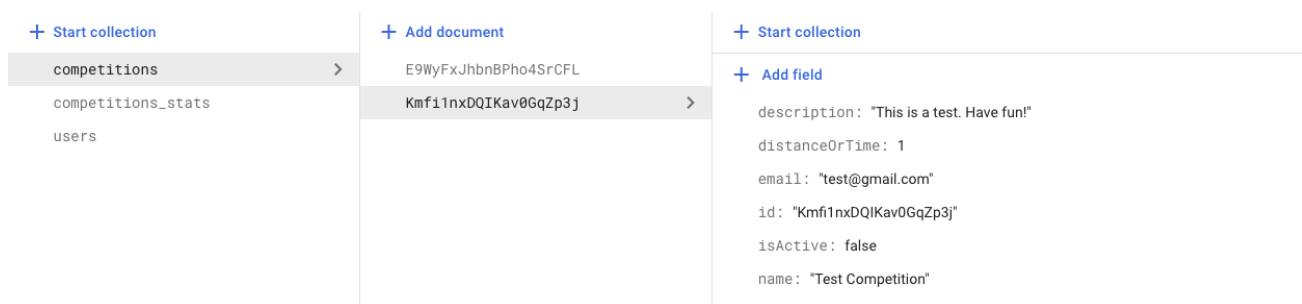 + Start collection
competitions
competitions_stats
users
+ Add document
E9WyFxJhbnBPho4SrCFL
Kmfi1nxDQIKav0GqZp3j
+ Start collection
+ Add field
description: "This is a test. Have fun!"
distanceOrTime: 1
email: "test@gmail.com"
id: "Kmfi1nxDQIKav0GqZp3j"
isActive: false
name: "Test Competition"